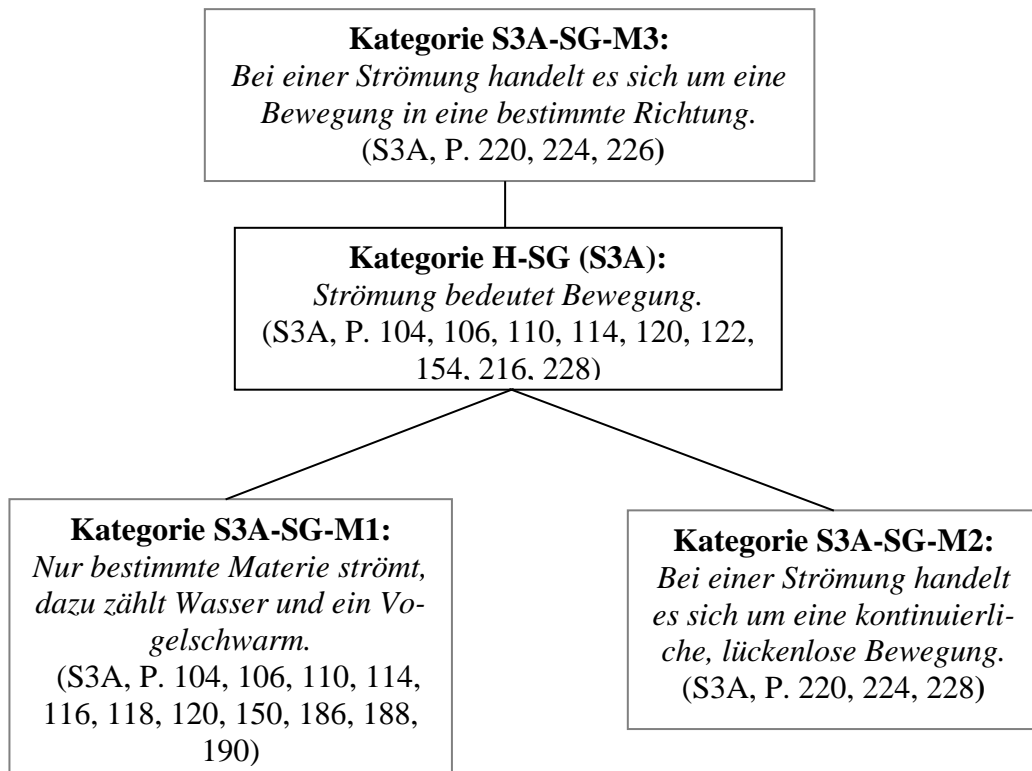 Kategorie S3A-SG-M3:
Bei einer Strömung handelt es sich um eine
Bewegung in eine bestimmte Richtung.
(S3A, P. 220, 224, 226)
Kategorie H-SG (S3A):
Strömung bedeutet Bewegung.
(S3A, P. 104, 106, 110, 114, 120, 122,
154, 216, 228)
Kategorie S3A-SG-M1:
Nur bestimmte Materie strömt,
dazu zählt Wasser und ein Vo-
gelschwarm.
(S3A, P. 104, 106, 110, 114,
116, 118, 120, 150, 186, 188,
190)
Kategorie S3A-SG-M2:
Bei einer Strömung handelt
es sich um eine kontinuierli-
che, lückenlose Bewegung.
(S3A, P. 220, 224, 228)